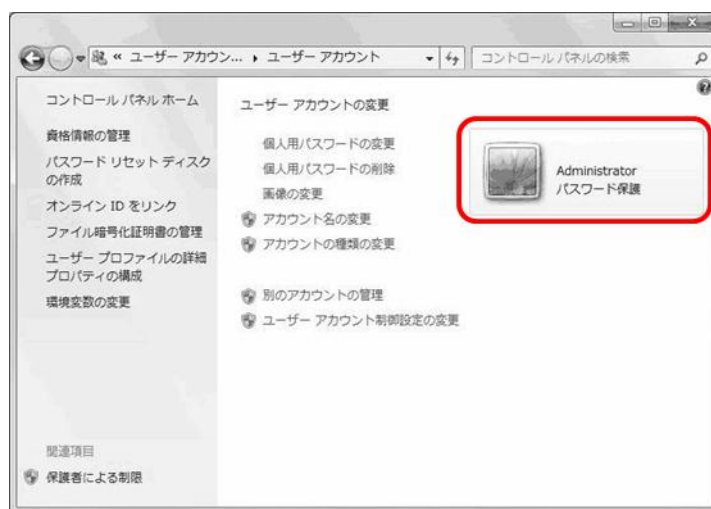 « ユーザー アカウン... ▸ ユーザー アカウント
コントロール パネルの検索
コントロール パネル ホーム
資格情報の管理
パスワード リセット ディスク
の作成
オンライン ID をリンク
ファイル暗号化証明書の管理
ユーザー プロファイルの詳細
プロパティの構成
環境変数の変更
関連項目
保護者による制限
ユーザー アカウントの変更
個人用パスワードの変更
個人用パスワードの削除
画像の変更
アカウント名の変更
アカウントの種類の変更
別のアカウントの管理
ユーザー アカウント制御設定の変更
Administrator
パスワード保護